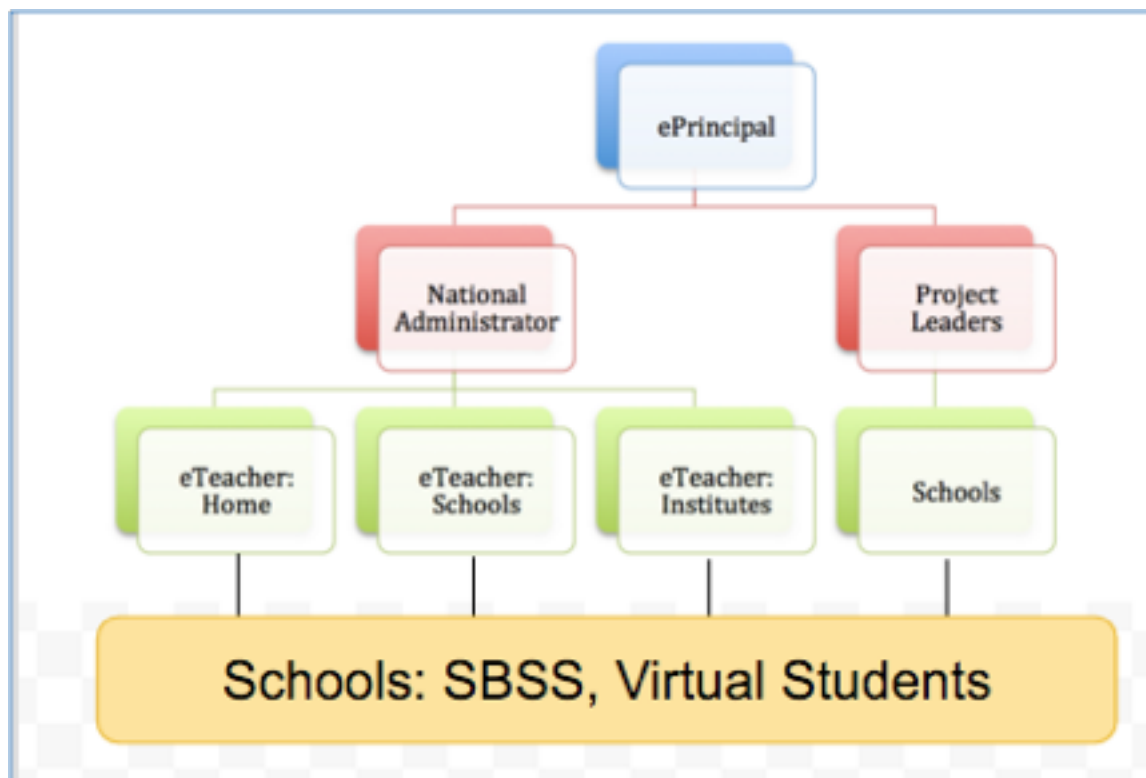 ePrincipal
National
Administrator
Project
Leaders
eTeacher:
Home
eTeacher:
Schools
eTeacher:
Institutes
Schools
Schools: SBSS, Virtual Students